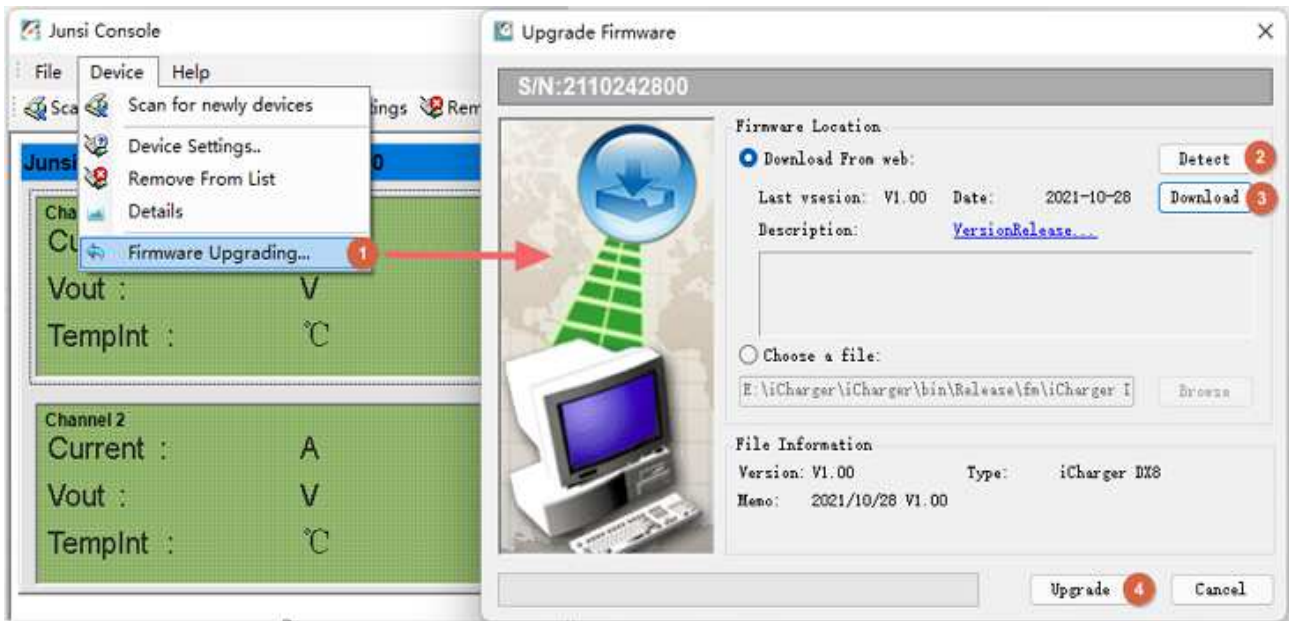 Junsi Console
File Device Help
Sca
Scan for newly devices
ings
Rem
Device Settings..
Remove From List
Details
Firmware Upgrading...
1
Junsi
0
Cha
Cu
Vout : V
TempInt : ℃
Channel 2
Current : A
Vout : V
TempInt : ℃
Upgrade Firmware
S/N:2110242800
Firmware Location
Download From web:
Detect 2
Last vsesion: V1.00 Date: 2021-10-28
Download 3
Description: VersionRelease...
Choose a file:
E:\iCharger\iCharger\bin\Release\fm\iCharger I
Browse
File Information
Version: V1.00 Type: iCharger DX8
Memo: 2021/10/28 V1.00
Upgrade 4
Cancel